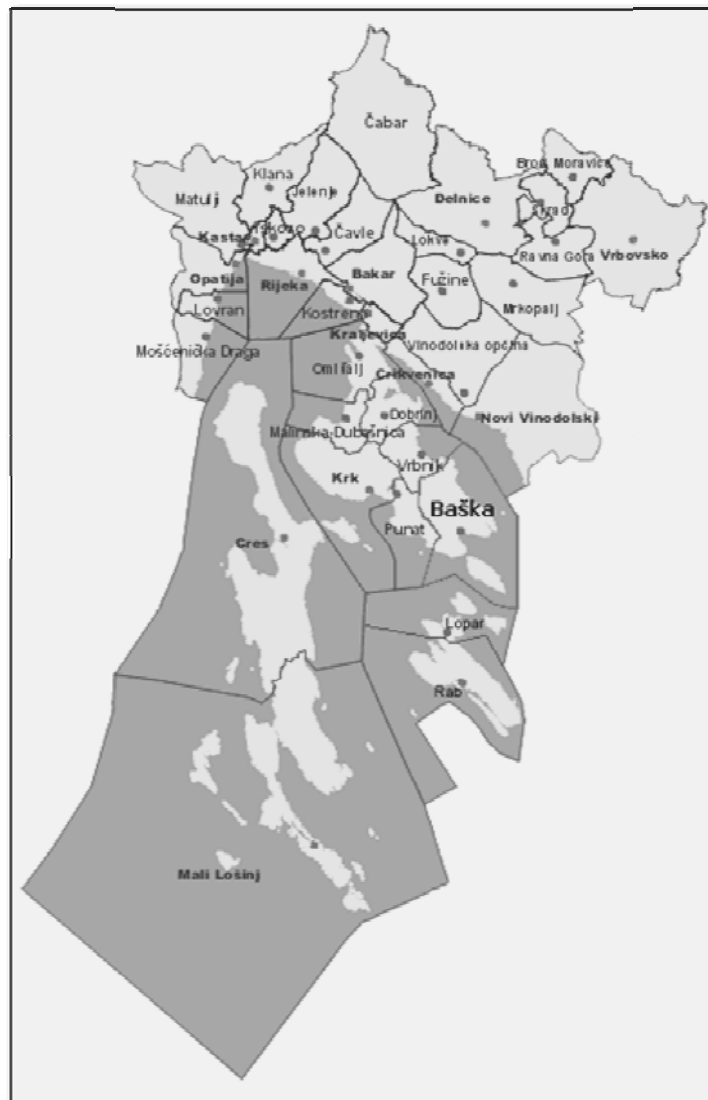 Čabar
Brod Moravice
Klana
Jelenje
Matulji
Delnice
Skrad
Kastav
Čavle
Lokve
Ravna Gora
Vrbovsko
Opatija
Rijeka
Bakar
Fužine
Lovran
Kostrena
Mrkopalj
Kraljevica
Vinodolska općina
Mošćenička Draga
Omišalj
Crikvenica
Dobrinj
Novi Vinodolski
Malinska-Dubašnica
Vrbnik
Krk
Baška
Punat
Cres
Lopar
Rab
Mali Lošinj